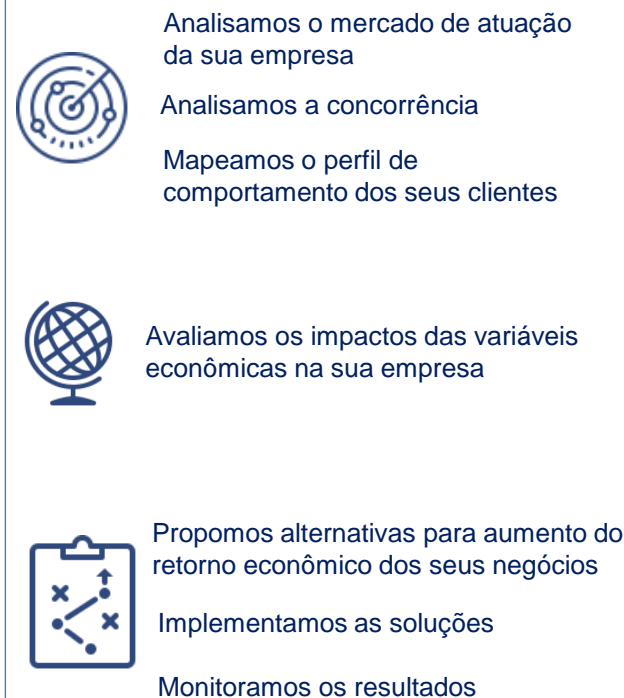 Analisamos o mercado de atuação
da sua empresa
Analisamos a concorrência
Mapeamos o perfil de
comportamento dos seus clientes
Avaliamos os impactos das variáveis
econômicas na sua empresa
Propomos alternativas para aumento do
retorno econômico dos seus negócios
Implementamos as soluções
Monitoramos os resultados